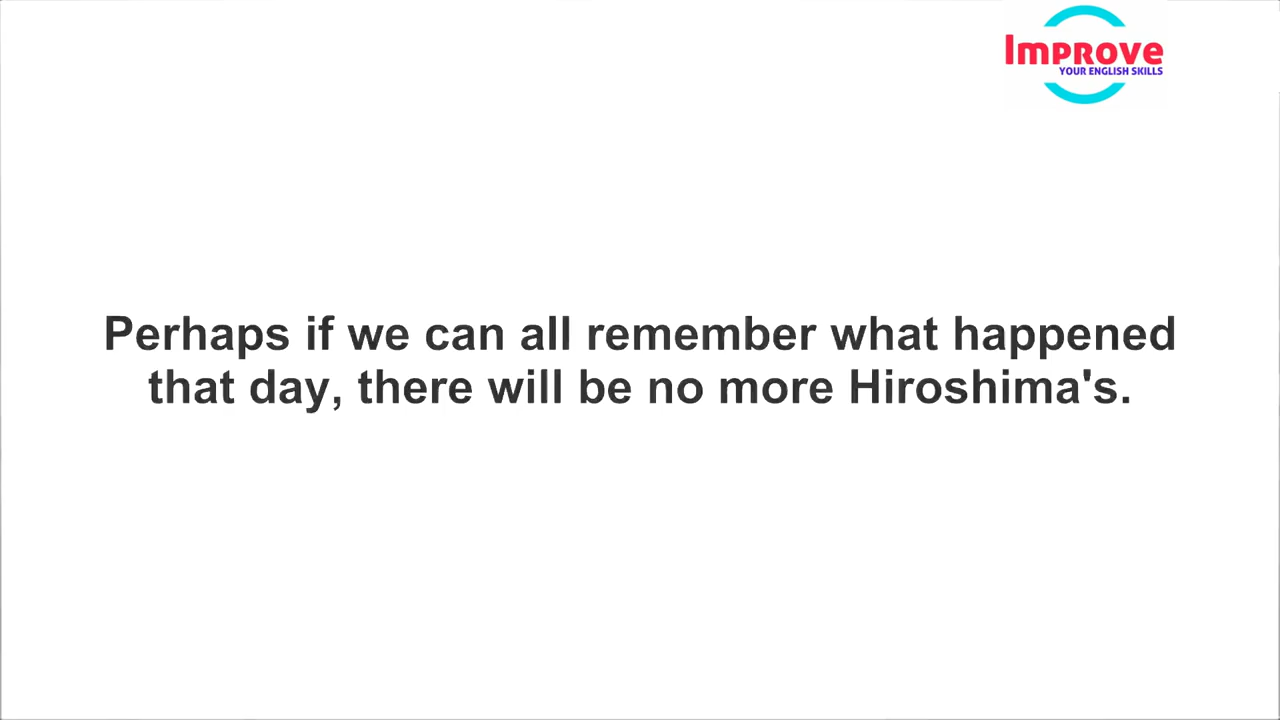 Improve
YOUR ENGLISH SKILLS
Perhaps if we can all remember what happened
that day, there will be no more Hiroshima's.